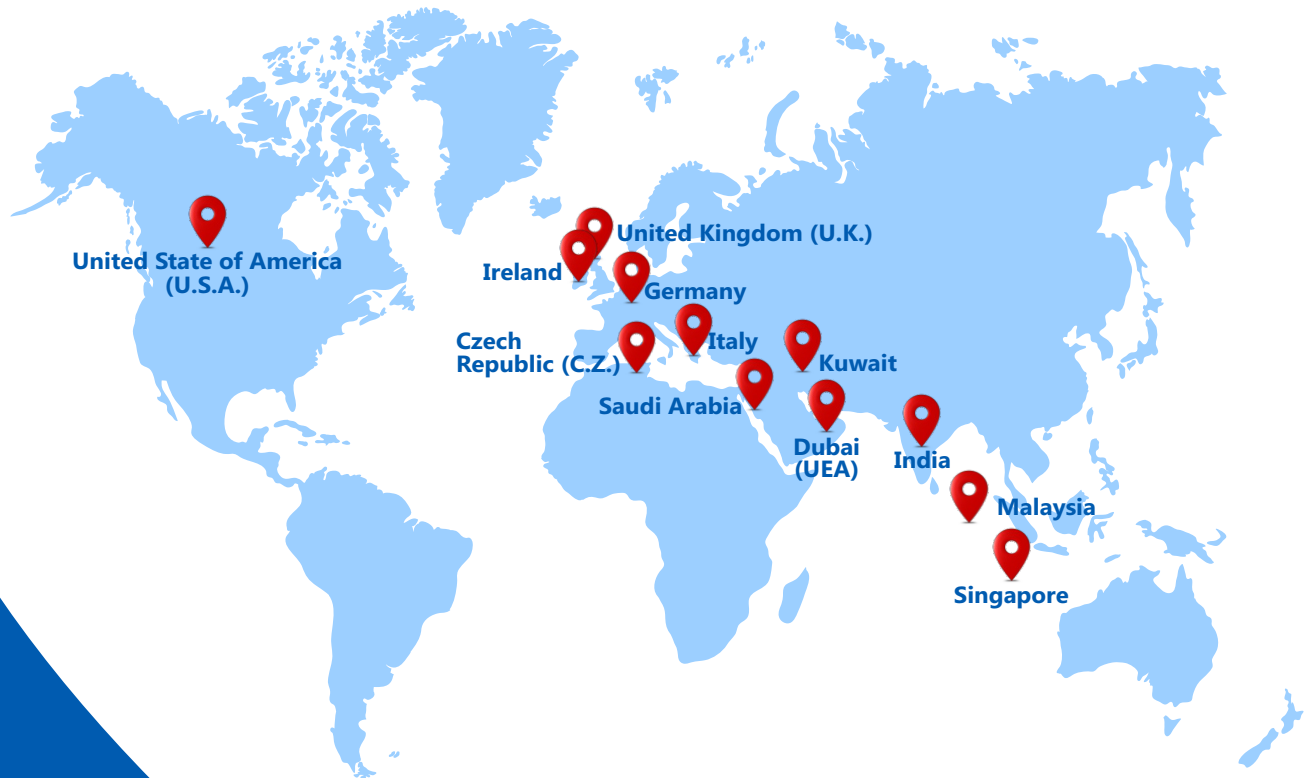 United State of America
(U.S.A.)
United Kingdom (U.K.)
Ireland
Germany
Czech
Republic (C.Z.)
Italy
Kuwait
Saudi Arabia
Dubai
(UEA)
India
Malaysia
Singapore